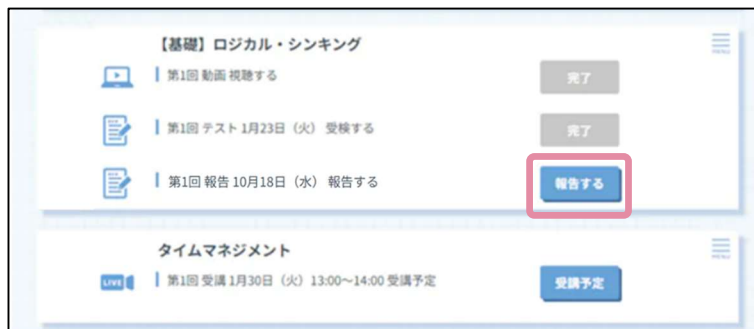 【基礎】ロジカル・シンキング
MENU
第1回 動画 視聴する 完了
第1回 テスト 1月23日（火） 受検する 完了
第1回 報告 10月18日（水） 報告する 報告する
タイムマネジメント
MENU
LIVE 第1回 受講 1月30日（火）13:00～14:00 受講予定 受講予定